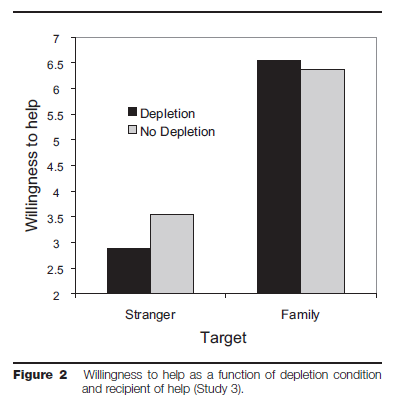 7
6.5
6
5.5
5
4.5
4
3.5
3
2.5
2
Willingness to help
Depletion
No Depletion
Stranger Family
Target
Figure 2 Willingness to help as a function of depletion condition
and recipient of help (Study 3).